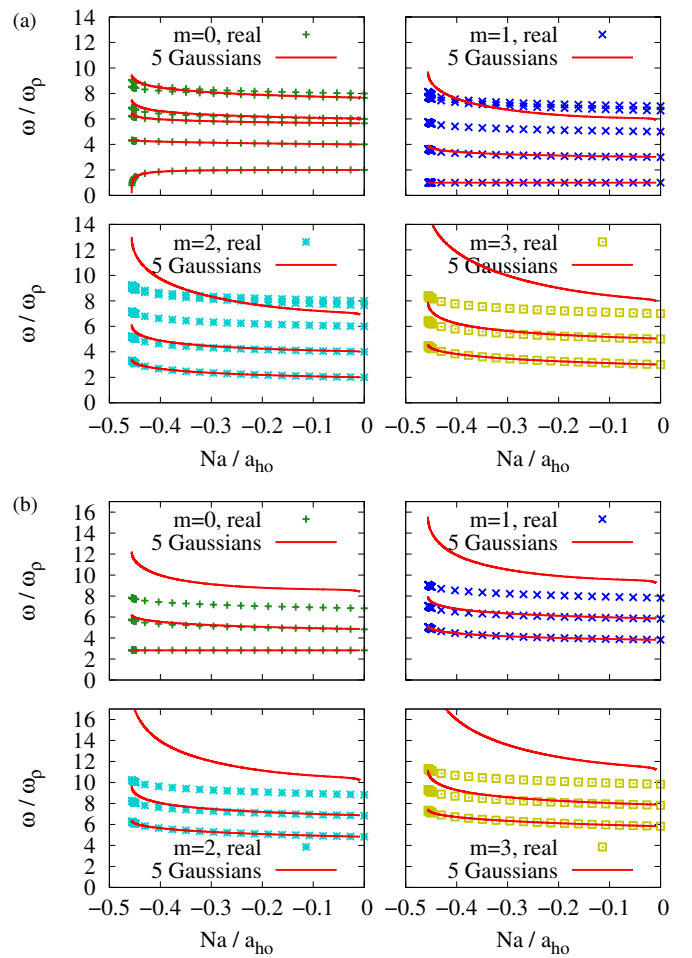 (a)
14
12
10
8
6
4
2
0
ω / ωρ
m=0, real
5 Gaussians
m=1, real
5 Gaussians
14
12
10
8
6
4
2
0
ω / ωρ
m=2, real
5 Gaussians
m=3, real
5 Gaussians
−0.5 −0.4 −0.3 −0.2 −0.1 0
−0.5 −0.4 −0.3 −0.2 −0.1 0
Na / aho
Na / aho
(b)
16
14
12
10
8
6
4
2
0
ω / ωρ
m=0, real
5 Gaussians
m=1, real
5 Gaussians
16
14
12
10
8
6
4
2
0
ω / ωρ
m=2, real
5 Gaussians
m=3, real
5 Gaussians
−0.5 −0.4 −0.3 −0.2 −0.1 0
−0.5 −0.4 −0.3 −0.2 −0.1 0
Na / aho
Na / aho